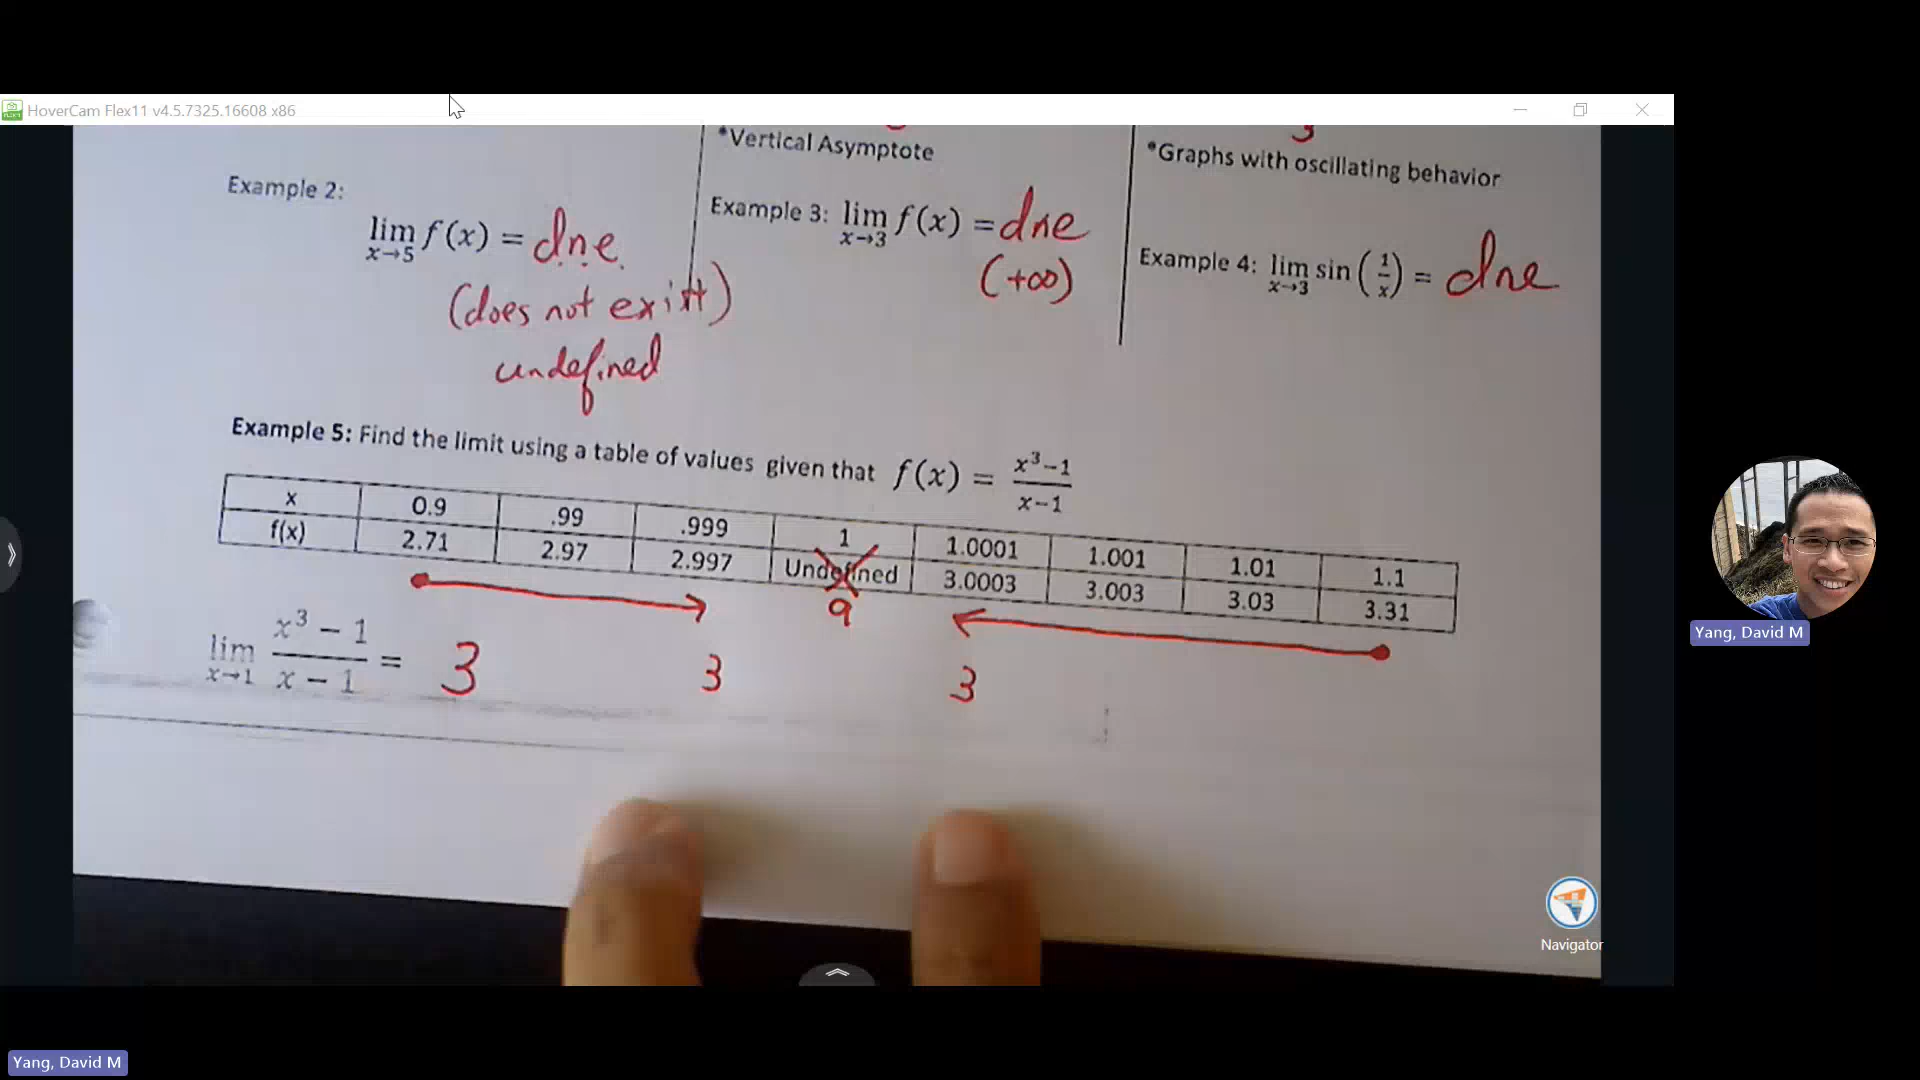 HoverCam Flex11 v4.5.7325.16608 x86
*Vertical Asymptote
*Graphs with oscillating behavior
Example 2:
lim x→5 f(x) = d.n.e.
(does not exist)
undefined
Example 3: lim x→3 f(x) = dne
(+∞)
Example 4: lim x→3 sin (1/x) = dne
Example 5: Find the limit using a table of values given that f(x) = x³−1 / x−1
x 0.9 .99 .999 1 1.0001 1.001 1.01 1.1
f(x) 2.71 2.97 2.997 Undefined 3.0003 3.003 3.03 3.31
9
lim x→1 x³ − 1 / x − 1 = 3
3
3
Navigator
Yang, David M
Yang, David M